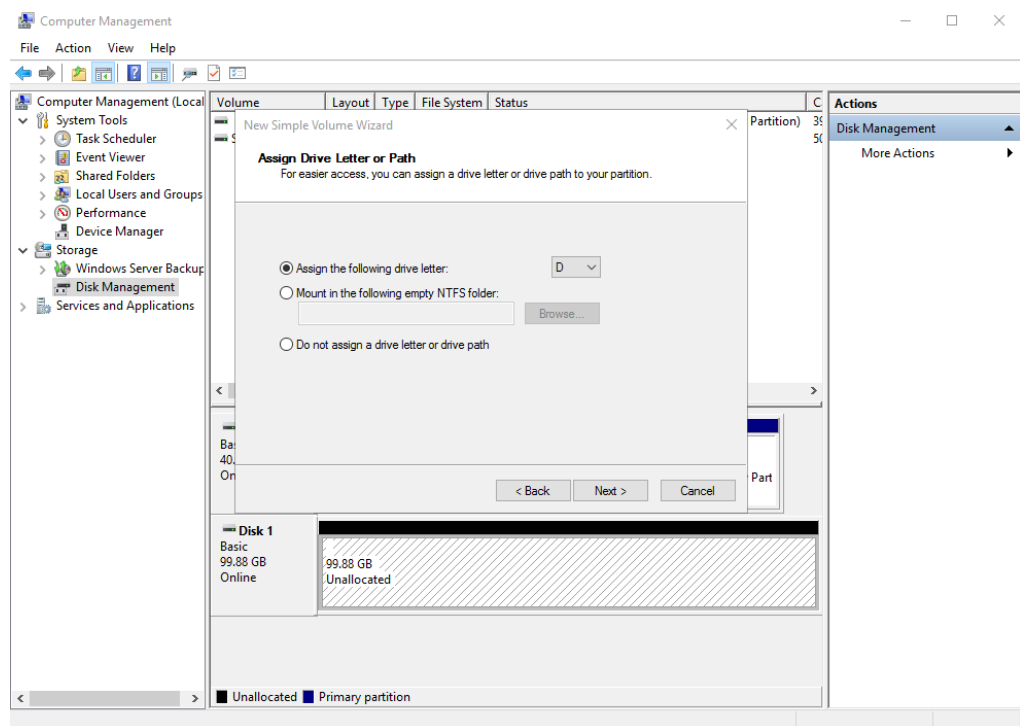 Computer Management
File Action View Help
Computer Management (Local
System Tools
Task Scheduler
Event Viewer
Shared Folders
Local Users and Groups
Performance
Device Manager
Storage
Windows Server Backup
Disk Management
Services and Applications
Volume Layout Type File System Status C
Partition) 39
S 50
New Simple Volume Wizard
Assign Drive Letter or Path
For easier access, you can assign a drive letter or drive path to your partition.
Assign the following drive letter: D
Mount in the following empty NTFS folder:
Browse...
Do not assign a drive letter or drive path
< Back Next > Cancel
Ba
40.
On
Part
Disk 1
Basic
99.88 GB
Online
99.88 GB
Unallocated
Unallocated Primary partition
Actions
Disk Management
More Actions